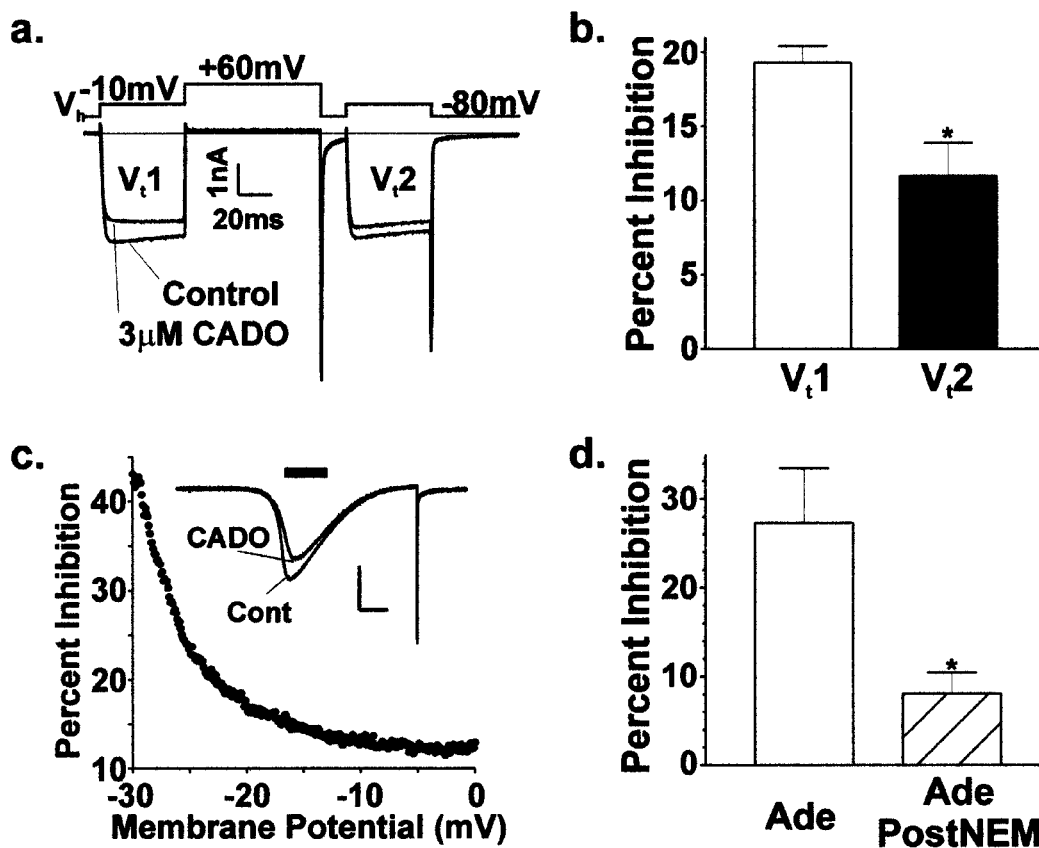 a.
+60mV
-10mV
Vh
-80mV
Vt1
1nA
20ms
Vt2
Control
3μM CADO
b.
Percent Inhibition
20
15
10
5
0
*
Vt1
Vt2
c.
Percent Inhibition
40
30
20
10
CADO
Cont
-30
-20
-10
0
Membrane Potential (mV)
d.
Percent Inhibition
30
20
10
0
*
Ade
Ade
PostNEM